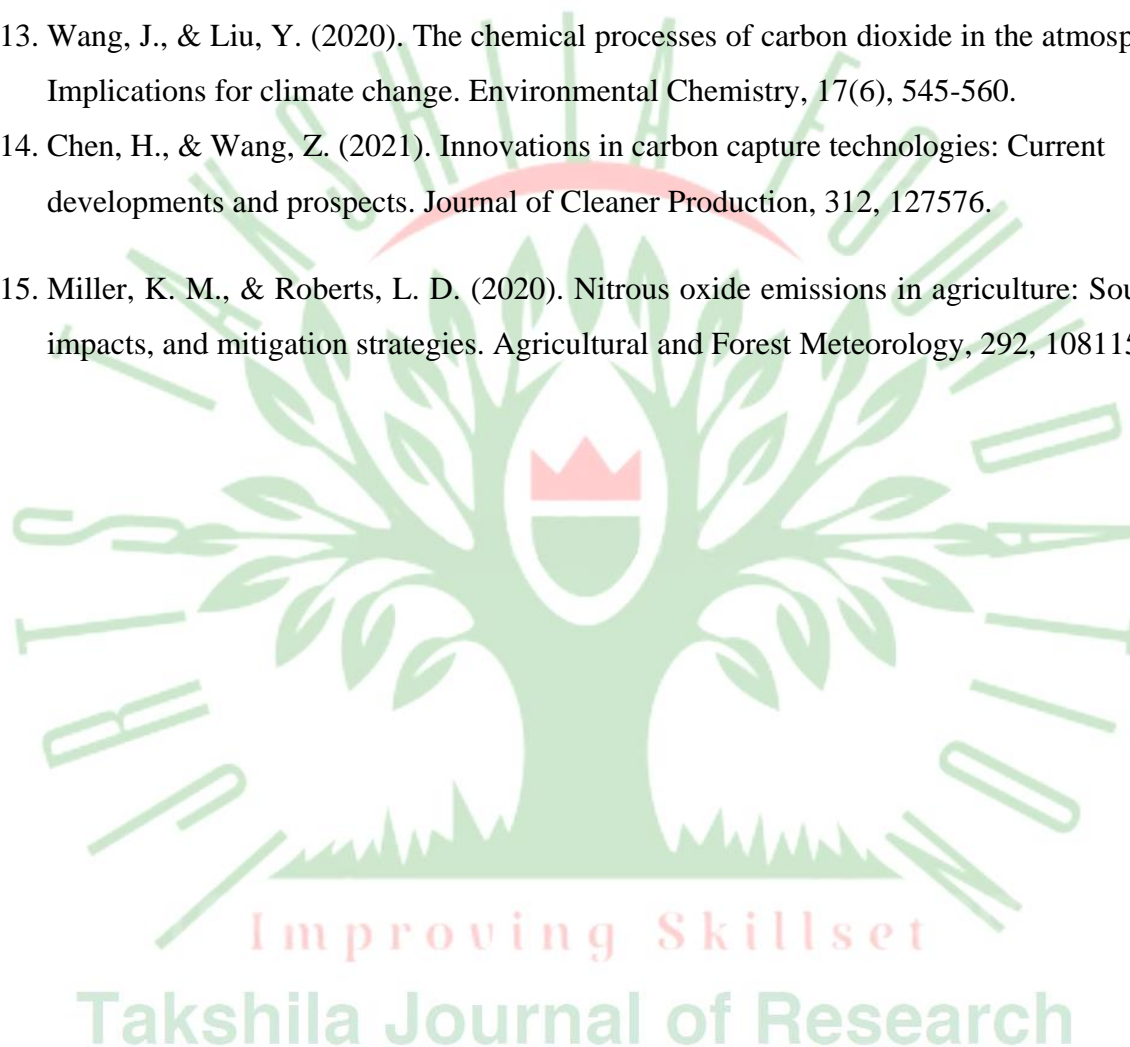 13. Wang, J., & Liu, Y. (2020). The chemical processes of carbon dioxide in the atmosp
Implications for climate change. Environmental Chemistry, 17(6), 545-560.
14. Chen, H., & Wang, Z. (2021). Innovations in carbon capture technologies: Current
developments and prospects. Journal of Cleaner Production, 312, 127576.
15. Miller, K. M., & Roberts, L. D. (2020). Nitrous oxide emissions in agriculture: Sou
impacts, and mitigation strategies. Agricultural and Forest Meteorology, 292, 108115
TAKSHILA FOUNDATION
Improving Skillset
Takshila Journal of Research